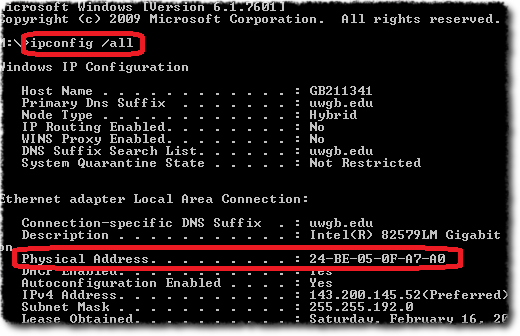 Microsoft Windows [Version 6.1.7601]
Copyright (c) 2009 Microsoft Corporation. All rights reserved.
M:\>ipconfig /all
Windows IP Configuration
Host Name . . . . . . . . . . . . : GB211341
Primary Dns Suffix . . . . . . . : uwgb.edu
Node Type . . . . . . . . . . . . : Hybrid
IP Routing Enabled. . . . . . . . : No
WINS Proxy Enabled. . . . . . . . : No
DNS Suffix Search List. . . . . . : uwgb.edu
System Quarantine State . . . . . : Not Restricted
Ethernet adapter Local Area Connection:
Connection-specific DNS Suffix . : uwgb.edu
Description . . . . . . . . . . . : Intel(R) 82579LM Gigabit
on
Physical Address. . . . . . . . . : 24-BE-05-0F-A7-A0
DHCP Enabled. . . . . . . . . . . : Yes
Autoconfiguration Enabled . . . . : Yes
IPv4 Address. . . . . . . . . . . : 143.200.145.52(Preferred)
Subnet Mask . . . . . . . . . . . : 255.255.192.0
Lease Obtained. . . . . . . . . . : Saturday, February 16, 20